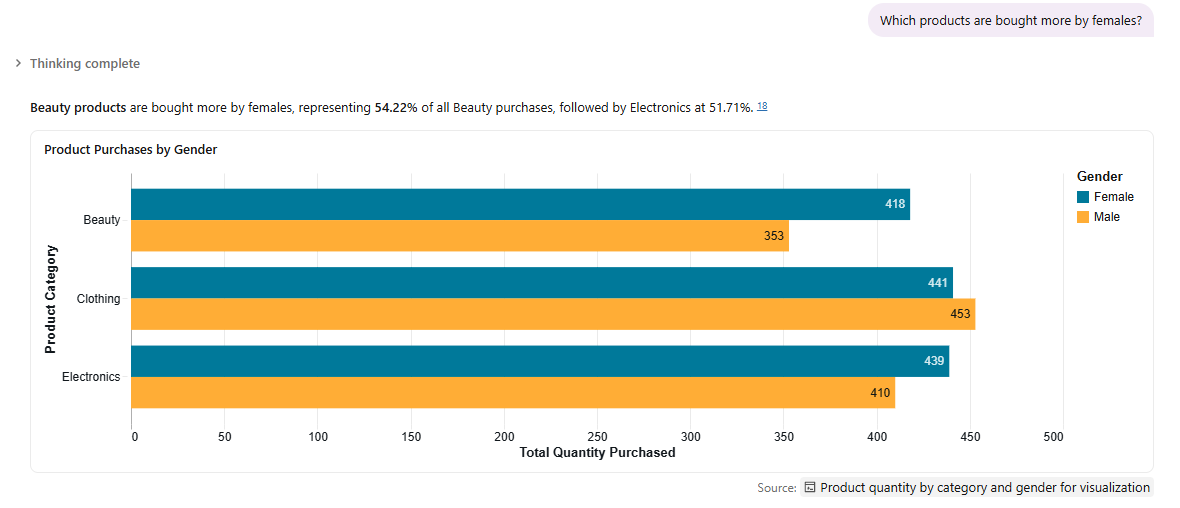 Which products are bought more by females?
Thinking complete
Beauty products are bought more by females, representing 54.22% of all Beauty purchases, followed by Electronics at 51.71%. 18
Product Purchases by Gender
Gender
Female
Male
Product Category
Beauty
418
353
Clothing
441
453
Electronics
439
410
0 50 100 150 200 250 300 350 400 450 500
Total Quantity Purchased
Source: Product quantity by category and gender for visualization